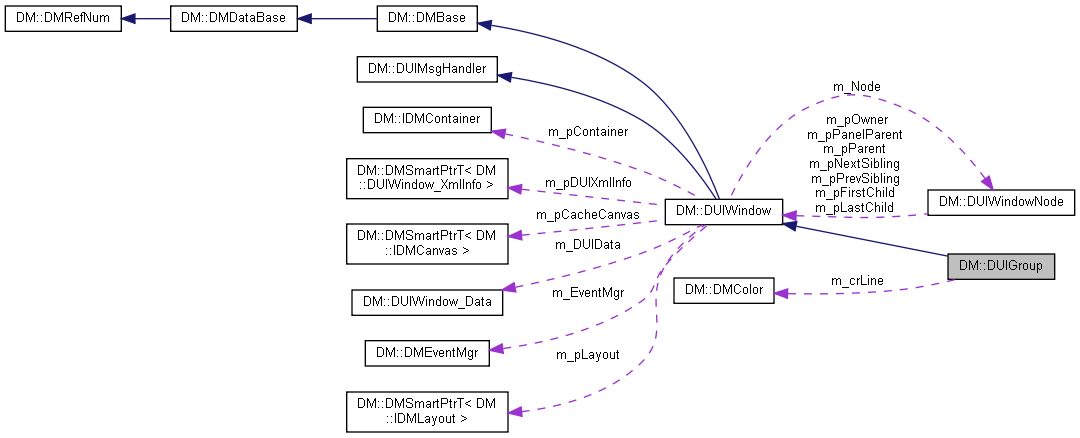 DM::DMRefNum
DM::DMDataBase
DM::DMBase
DM::DUIMsgHandler
DM::IDMContainer
DM::DMSmartPtrT< DM
::DUIWindow_XmlInfo >
DM::DMSmartPtrT< DM
::IDMCanvas >
DM::DUIWindow_Data
DM::DMEventMgr
DM::DMSmartPtrT< DM
::IDMLayout >
m_pContainer
m_pDUIXmlInfo
m_pCacheCanvas
m_DUIData
m_EventMgr
m_pLayout
DM::DUIWindow
DM::DMColor
m_Node
m_pOwner
m_pPanelParent
m_pParent
m_pNextSibling
m_pPrevSibling
m_pFirstChild
m_pLastChild
m_crLine
DM::DUIWindowNode
DM::DUIGroup